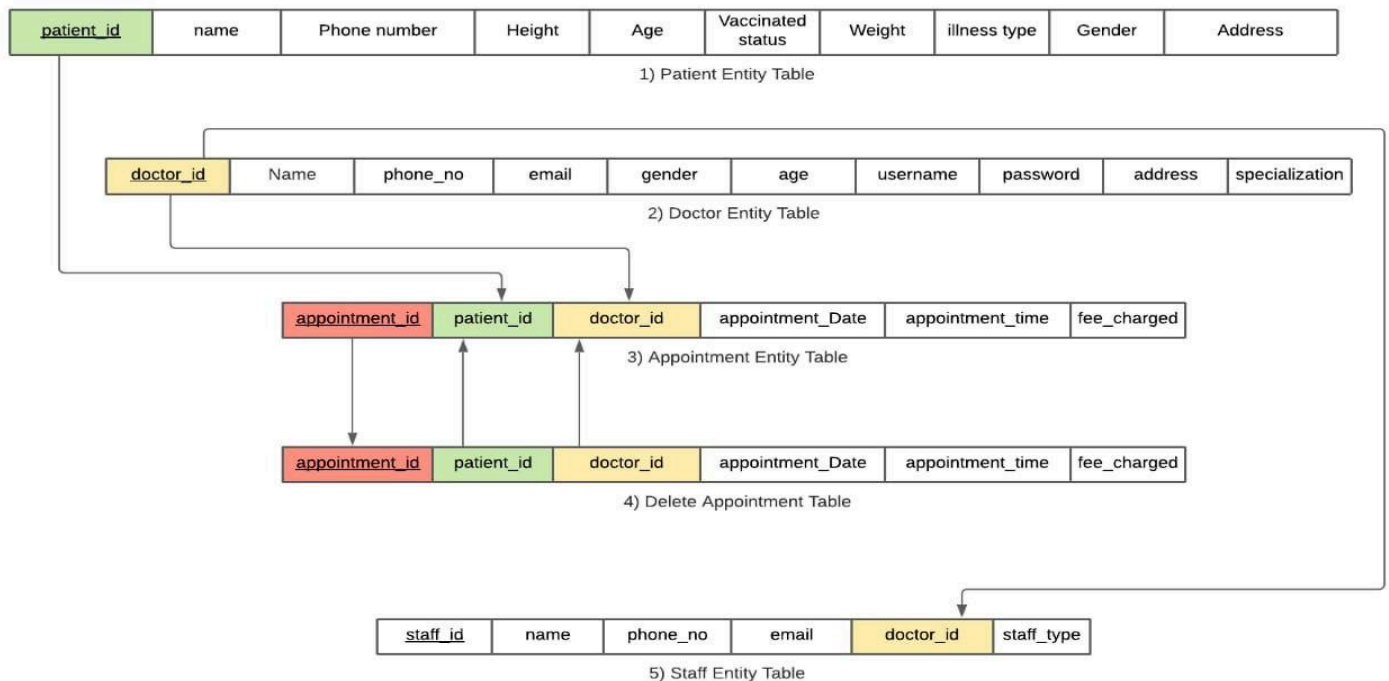 patient_id name Phone number Height Age Vaccinated status Weight illness type Gender Address
1) Patient Entity Table
doctor_id Name phone_no email gender age username password address specialization
2) Doctor Entity Table
appointment_id patient_id doctor_id appointment_Date appointment_time fee_charged
3) Appointment Entity Table
appointment_id patient_id doctor_id appointment_Date appointment_time fee_charged
4) Delete Appointment Table
staff_id name phone_no email doctor_id staff_type
5) Staff Entity Table